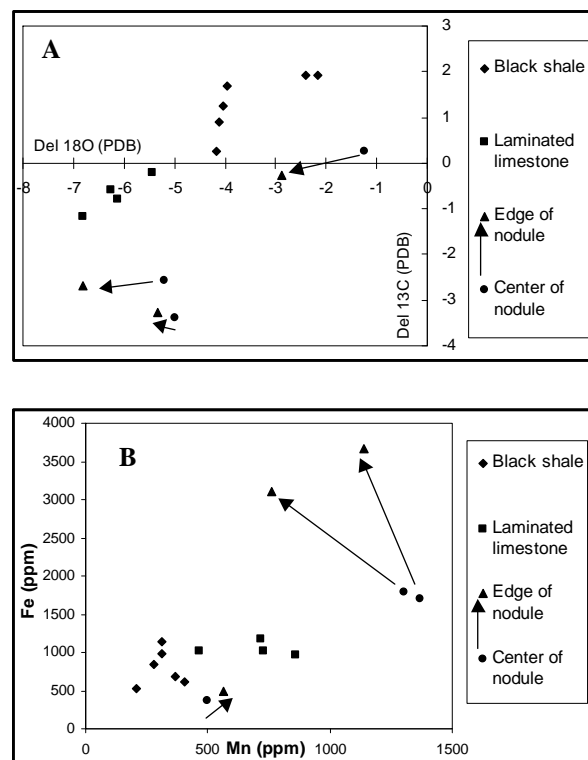 A
3
2
1
0
-1
-2
-3
-4
Del 18O (PDB)
-8 -7 -6 -5 -4 -3 -2 -1 0
Del 13C (PDB)
Black shale
Laminated
limestone
Edge of
nodule
Center of
nodule
B
4000
3500
3000
2500
2000
1500
1000
500
0
Fe (ppm)
0 500 1000 1500
Mn (ppm)
Black shale
Laminated
limestone
Edge of
nodule
Center of
nodule